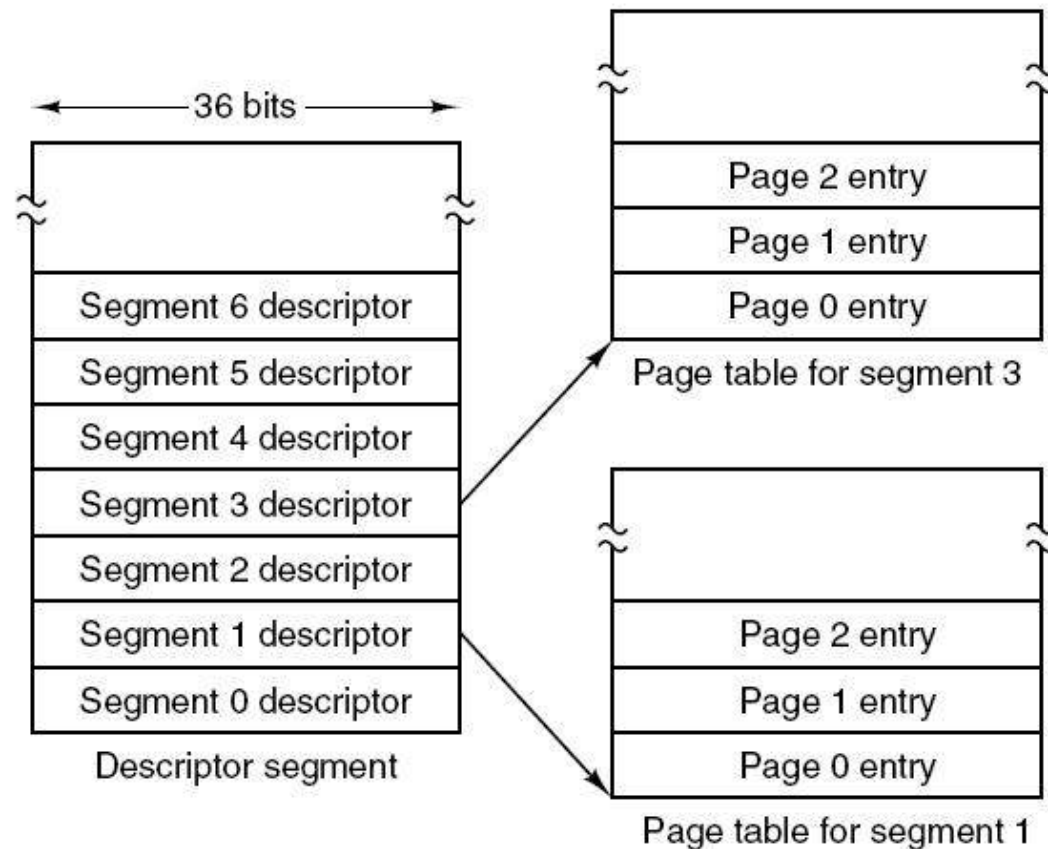 36 bits
Segment 6 descriptor
Segment 5 descriptor
Segment 4 descriptor
Segment 3 descriptor
Segment 2 descriptor
Segment 1 descriptor
Segment 0 descriptor
Descriptor segment
Page 2 entry
Page 1 entry
Page 0 entry
Page table for segment 3
Page 2 entry
Page 1 entry
Page 0 entry
Page table for segment 1